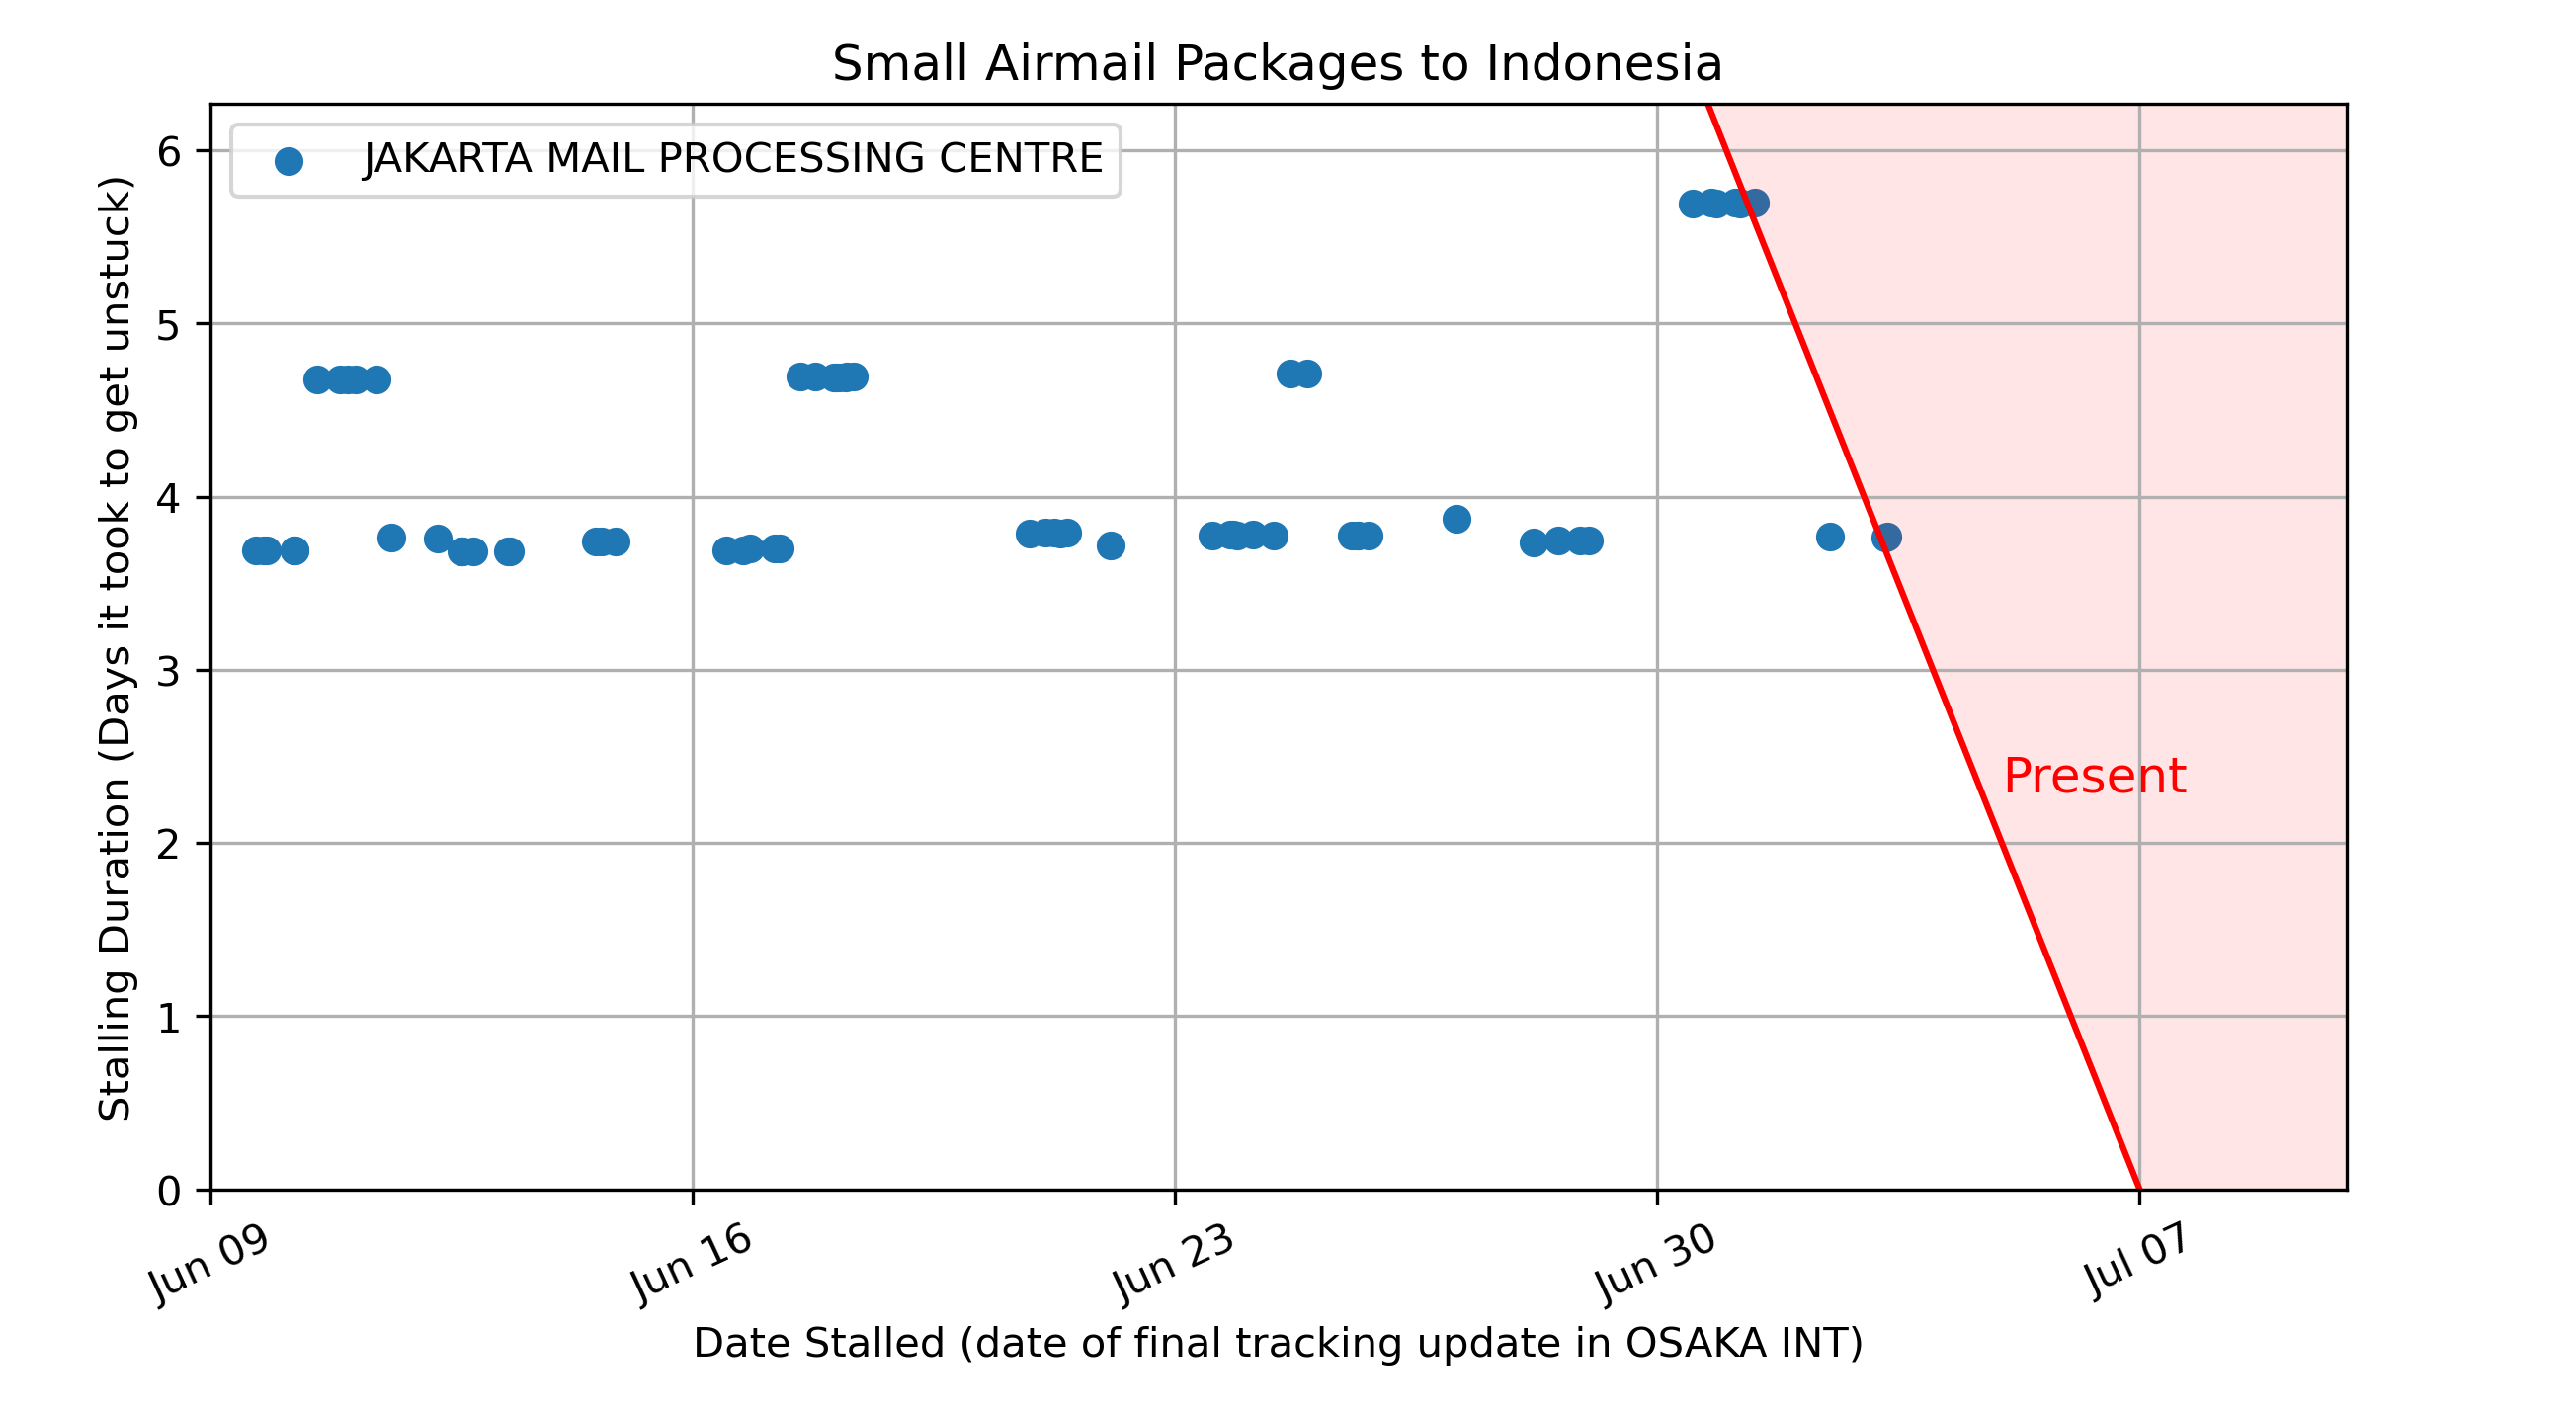 Small Airmail Packages to Indonesia
JAKARTA MAIL PROCESSING CENTRE
Stalling Duration (Days it took to get unstuck)
6
5
4
3
2
1
0
Present
Jun 09
Jun 16
Jun 23
Jun 30
Jul 07
Date Stalled (date of final tracking update in OSAKA INT)